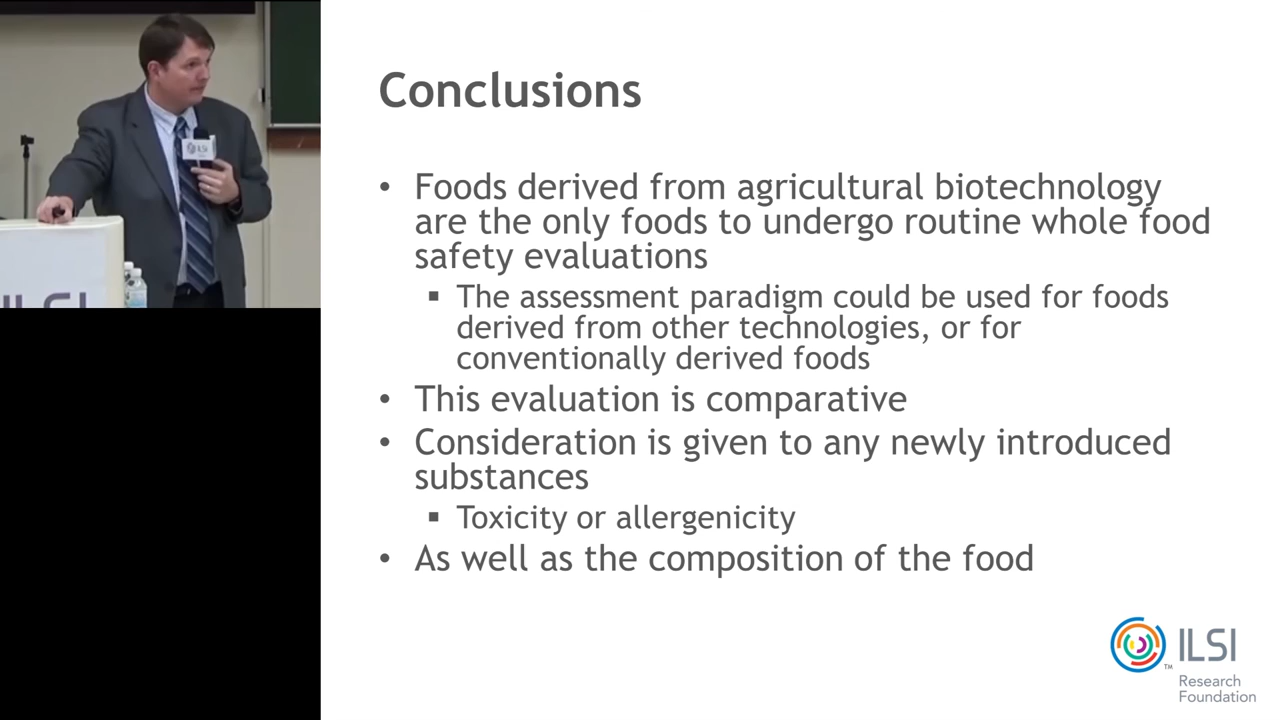 Conclusions
• Foods derived from agricultural biotechnology
are the only foods to undergo routine whole food
safety evaluations
▪ The assessment paradigm could be used for foods
derived from other technologies, or for
conventionally derived foods
• This evaluation is comparative
• Consideration is given to any newly introduced
substances
▪ Toxicity or allergenicity
• As well as the composition of the food
ILSI
ILSI
TM
ILSI
Research
Foundation